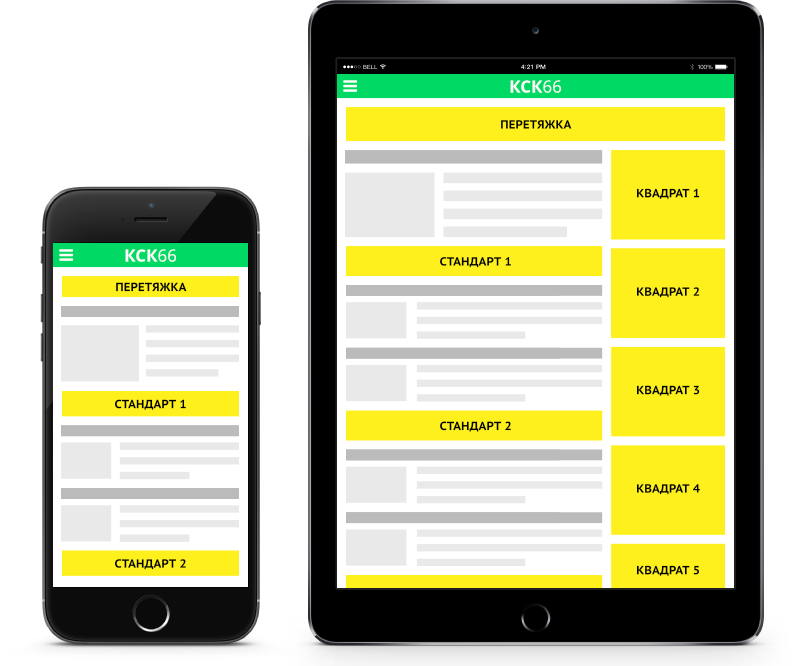 КСК66
ПЕРЕТЯЖКА
СТАНДАРТ 1
СТАНДАРТ 2
BELL
4:21 PM
100%
КСК66
ПЕРЕТЯЖКА
КВАДРАТ 1
СТАНДАРТ 1
КВАДРАТ 2
КВАДРАТ 3
СТАНДАРТ 2
КВАДРАТ 4
КВАДРАТ 5